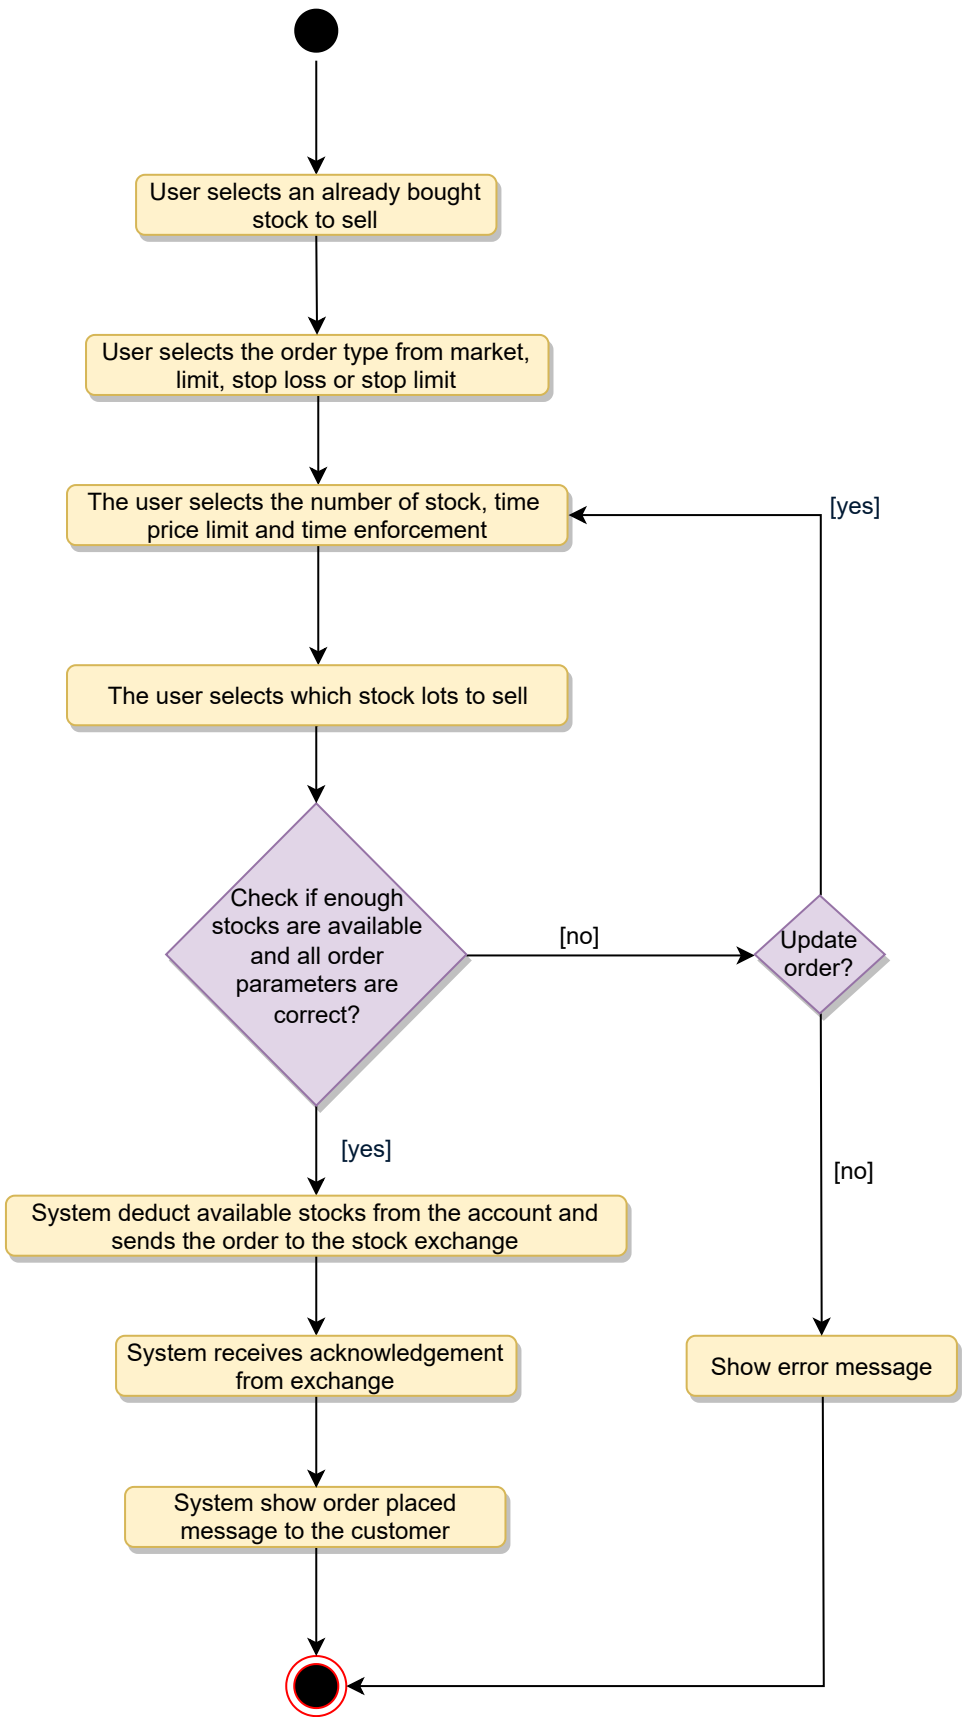 User selects an already bought
stock to sell
User selects the order type from market,
limit, stop loss or stop limit
The user selects the number of stock, time
price limit and time enforcement
[yes]
The user selects which stock lots to sell
Check if enough
stocks are available
and all order
parameters are
correct?
[no]
Update
order?
[yes]
[no]
System deduct available stocks from the account and
sends the order to the stock exchange
System receives acknowledgement
from exchange
Show error message
System show order placed
message to the customer